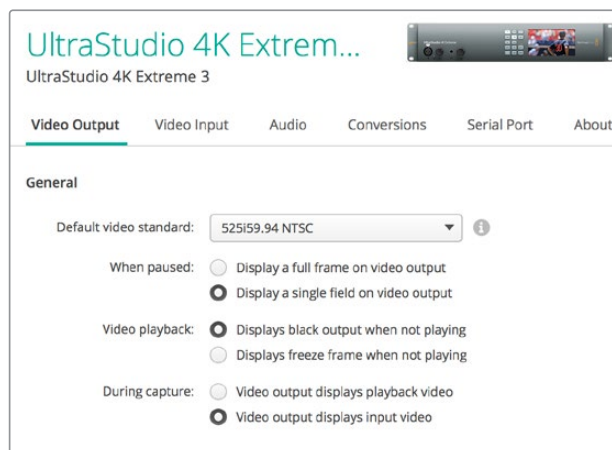 UltraStudio 4K Extrem...
UltraStudio 4K Extreme 3
Video Output Video Input Audio Conversions Serial Port About
General
Default video standard: 525i59.94 NTSC
When paused: Display a full frame on video output
Display a single field on video output
Video playback: Displays black output when not playing
Displays freeze frame when not playing
During capture: Video output displays playback video
Video output displays input video